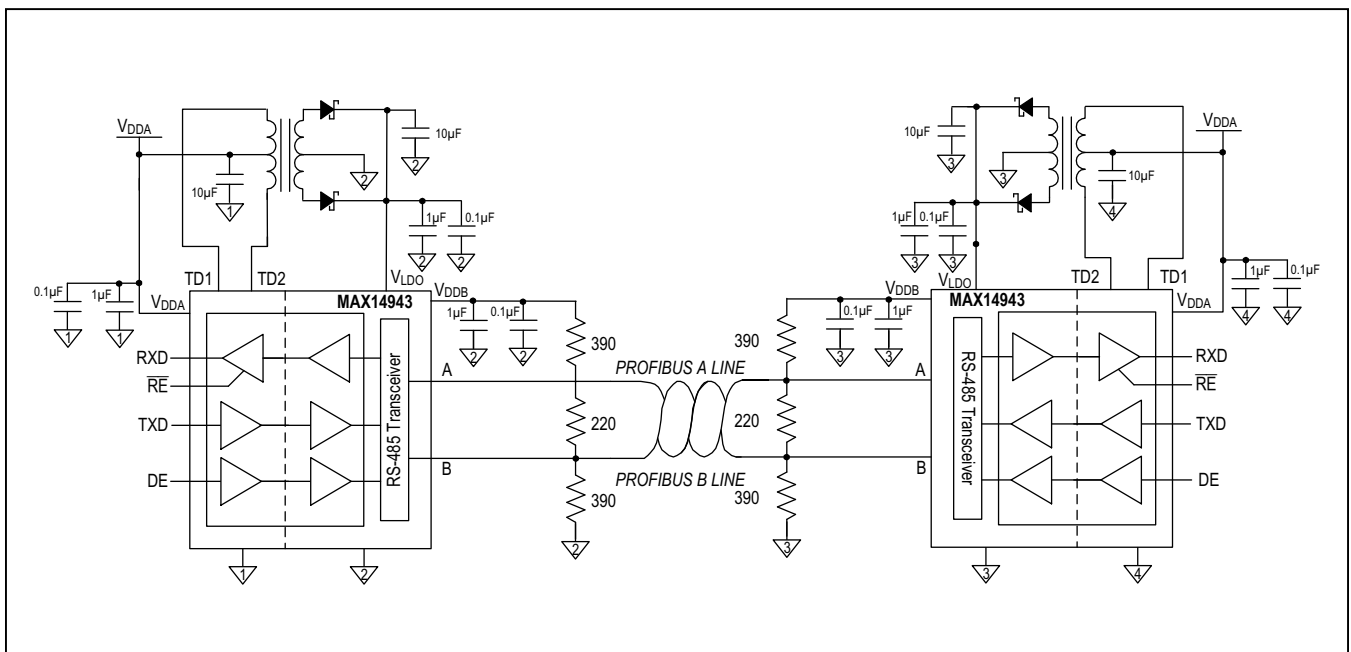 VDDA
10µF
2
10µF
2
1
1µF
0.1µF
2
2
0.1µF
1µF
1
1
TD1
TD2
VLDO
VDDA
MAX14943
VDDB
1µF
0.1µF
2
2
RXD
RE
TXD
DE
RS-485 Transceiver
A
B
390
220
390
2
1
2
PROFIBUS A LINE
PROFIBUS B LINE
VDDA
10µF
3
3
10µF
4
1µF
0.1µF
3
3
1µF
0.1µF
4
4
VLDO
TD2
TD1
VDDB
MAX14943
VDDA
0.1µF
1µF
3
3
390
220
390
3
A
B
RS-485 Transceiver
RXD
RE
TXD
DE
3
4